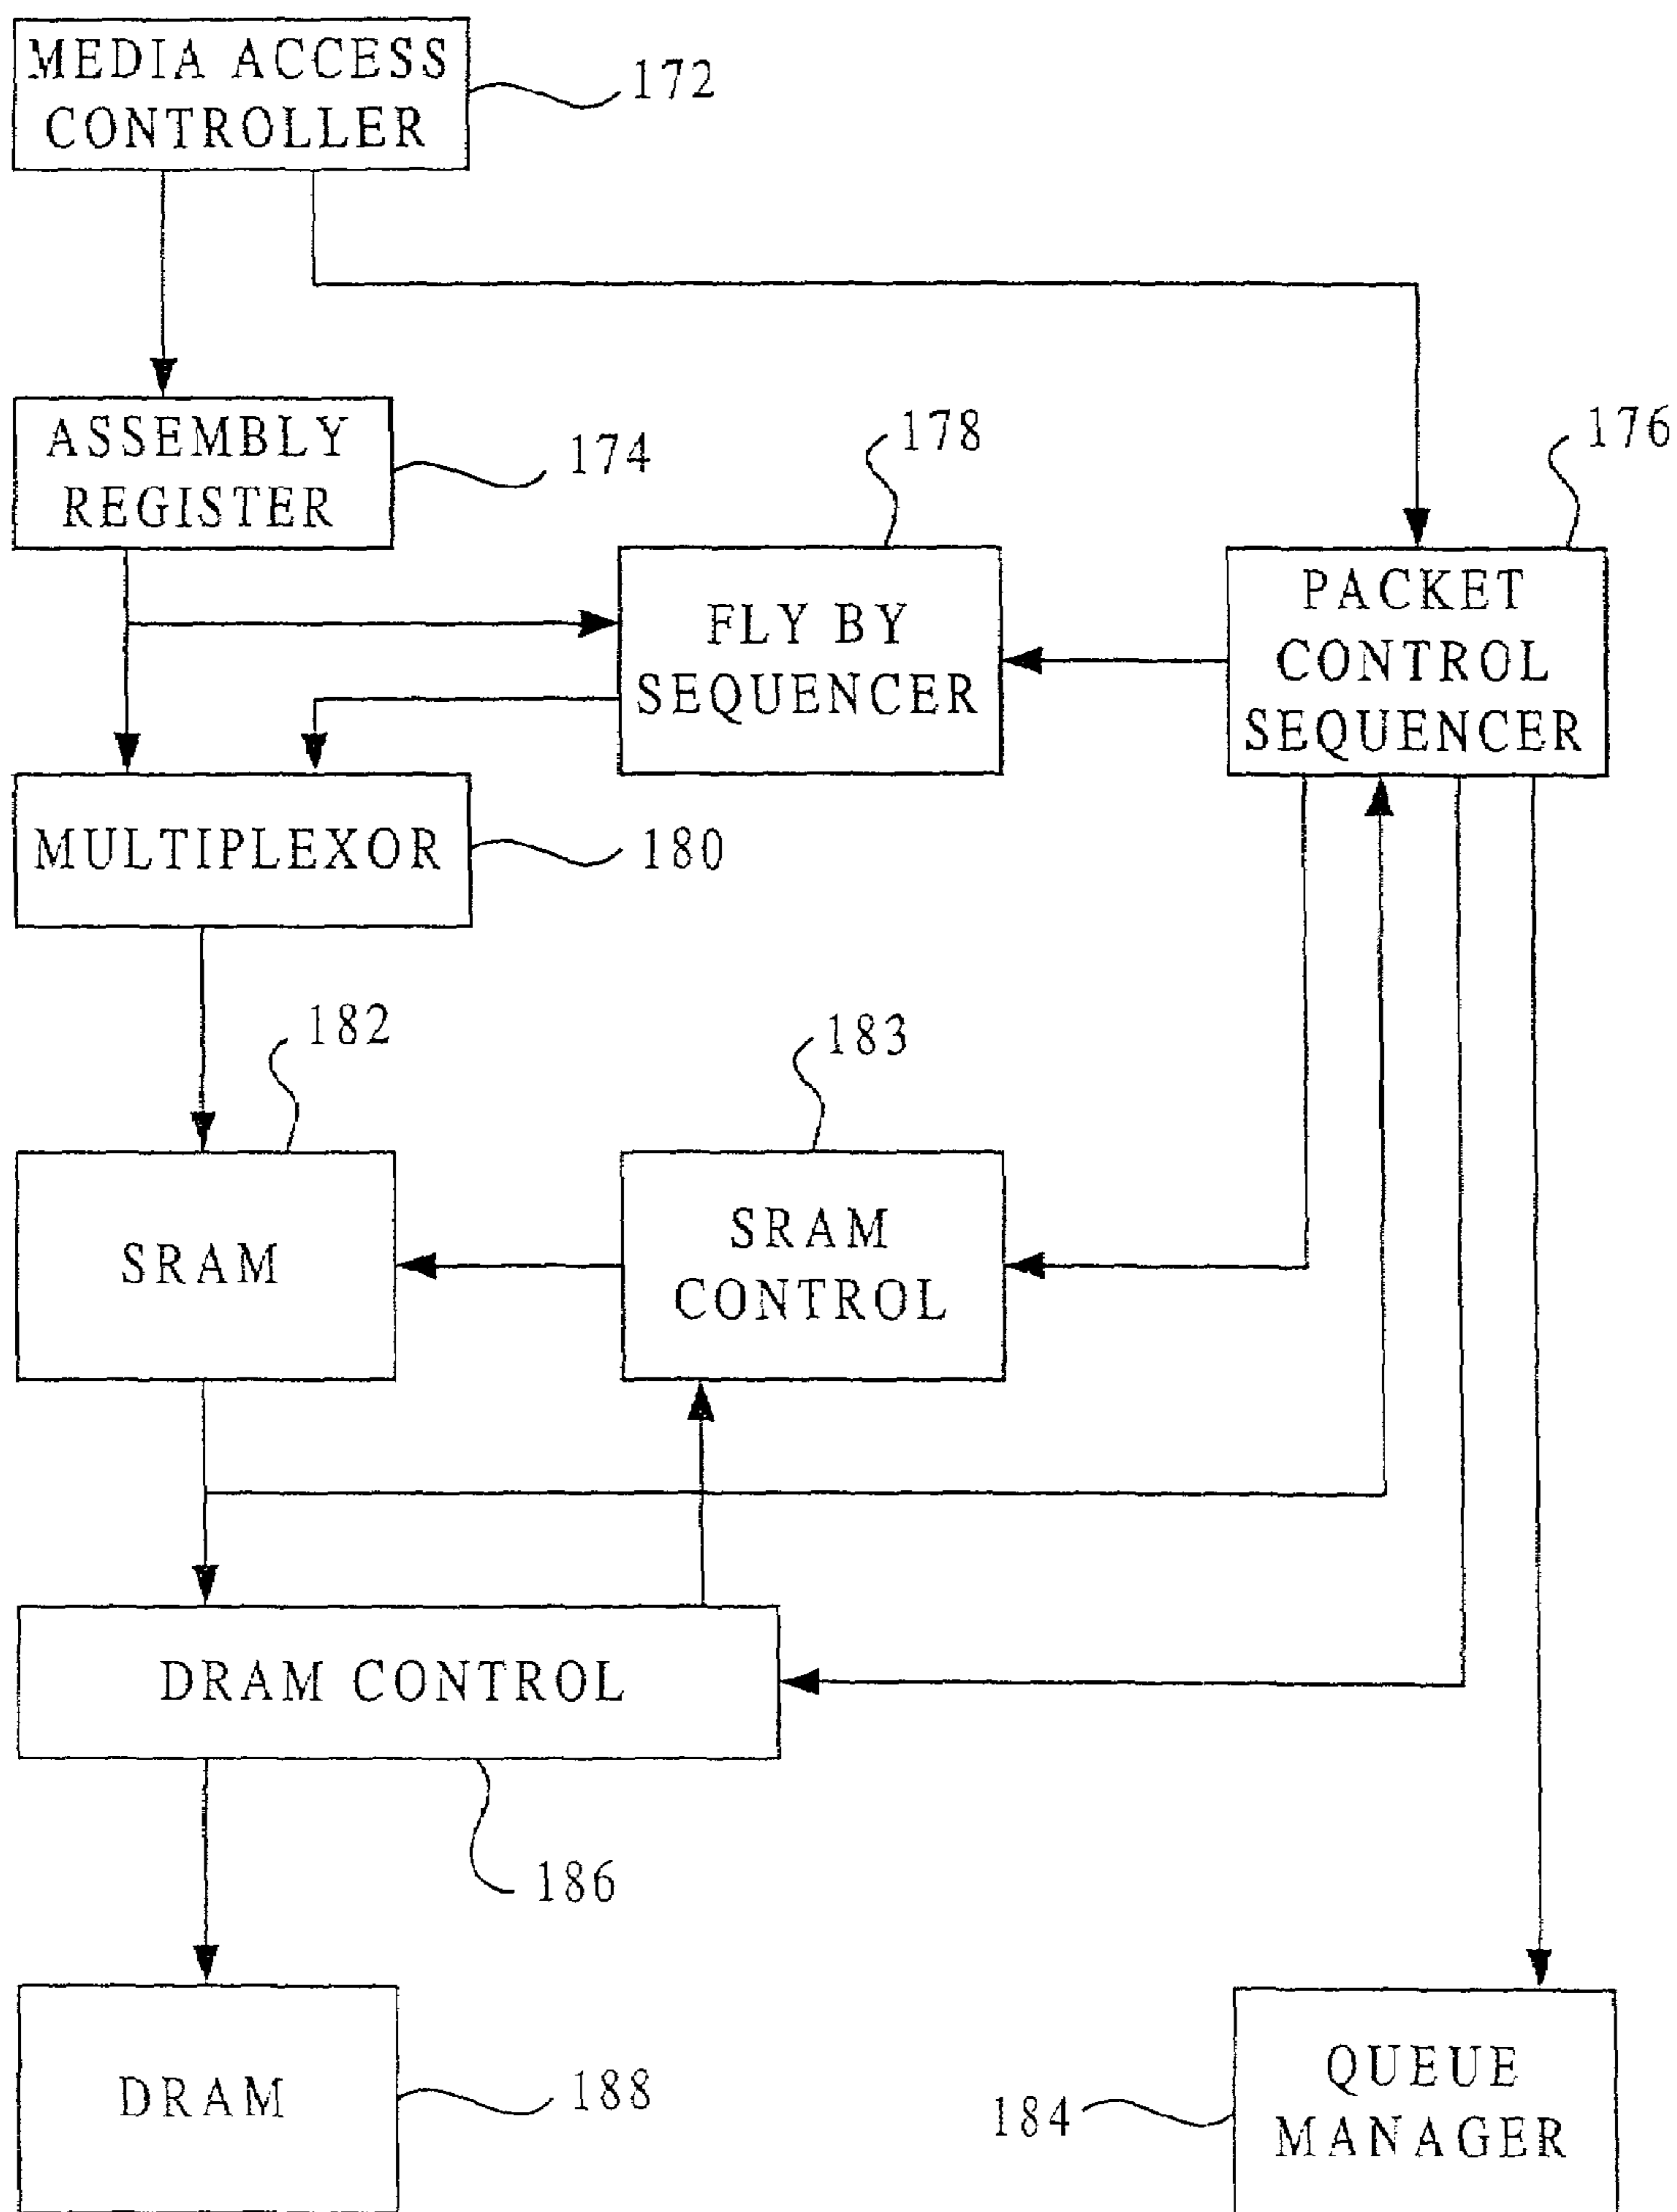 MEDIA ACCESS
CONTROLLER
172
ASSEMBLY
REGISTER
174
178
176
FLY BY
SEQUENCER
PACKET
CONTROL
SEQUENCER
MULTIPLEXOR
180
182
183
SRAM
SRAM
CONTROL
DRAM CONTROL
186
DRAM
188
184
QUEUE
MANAGER